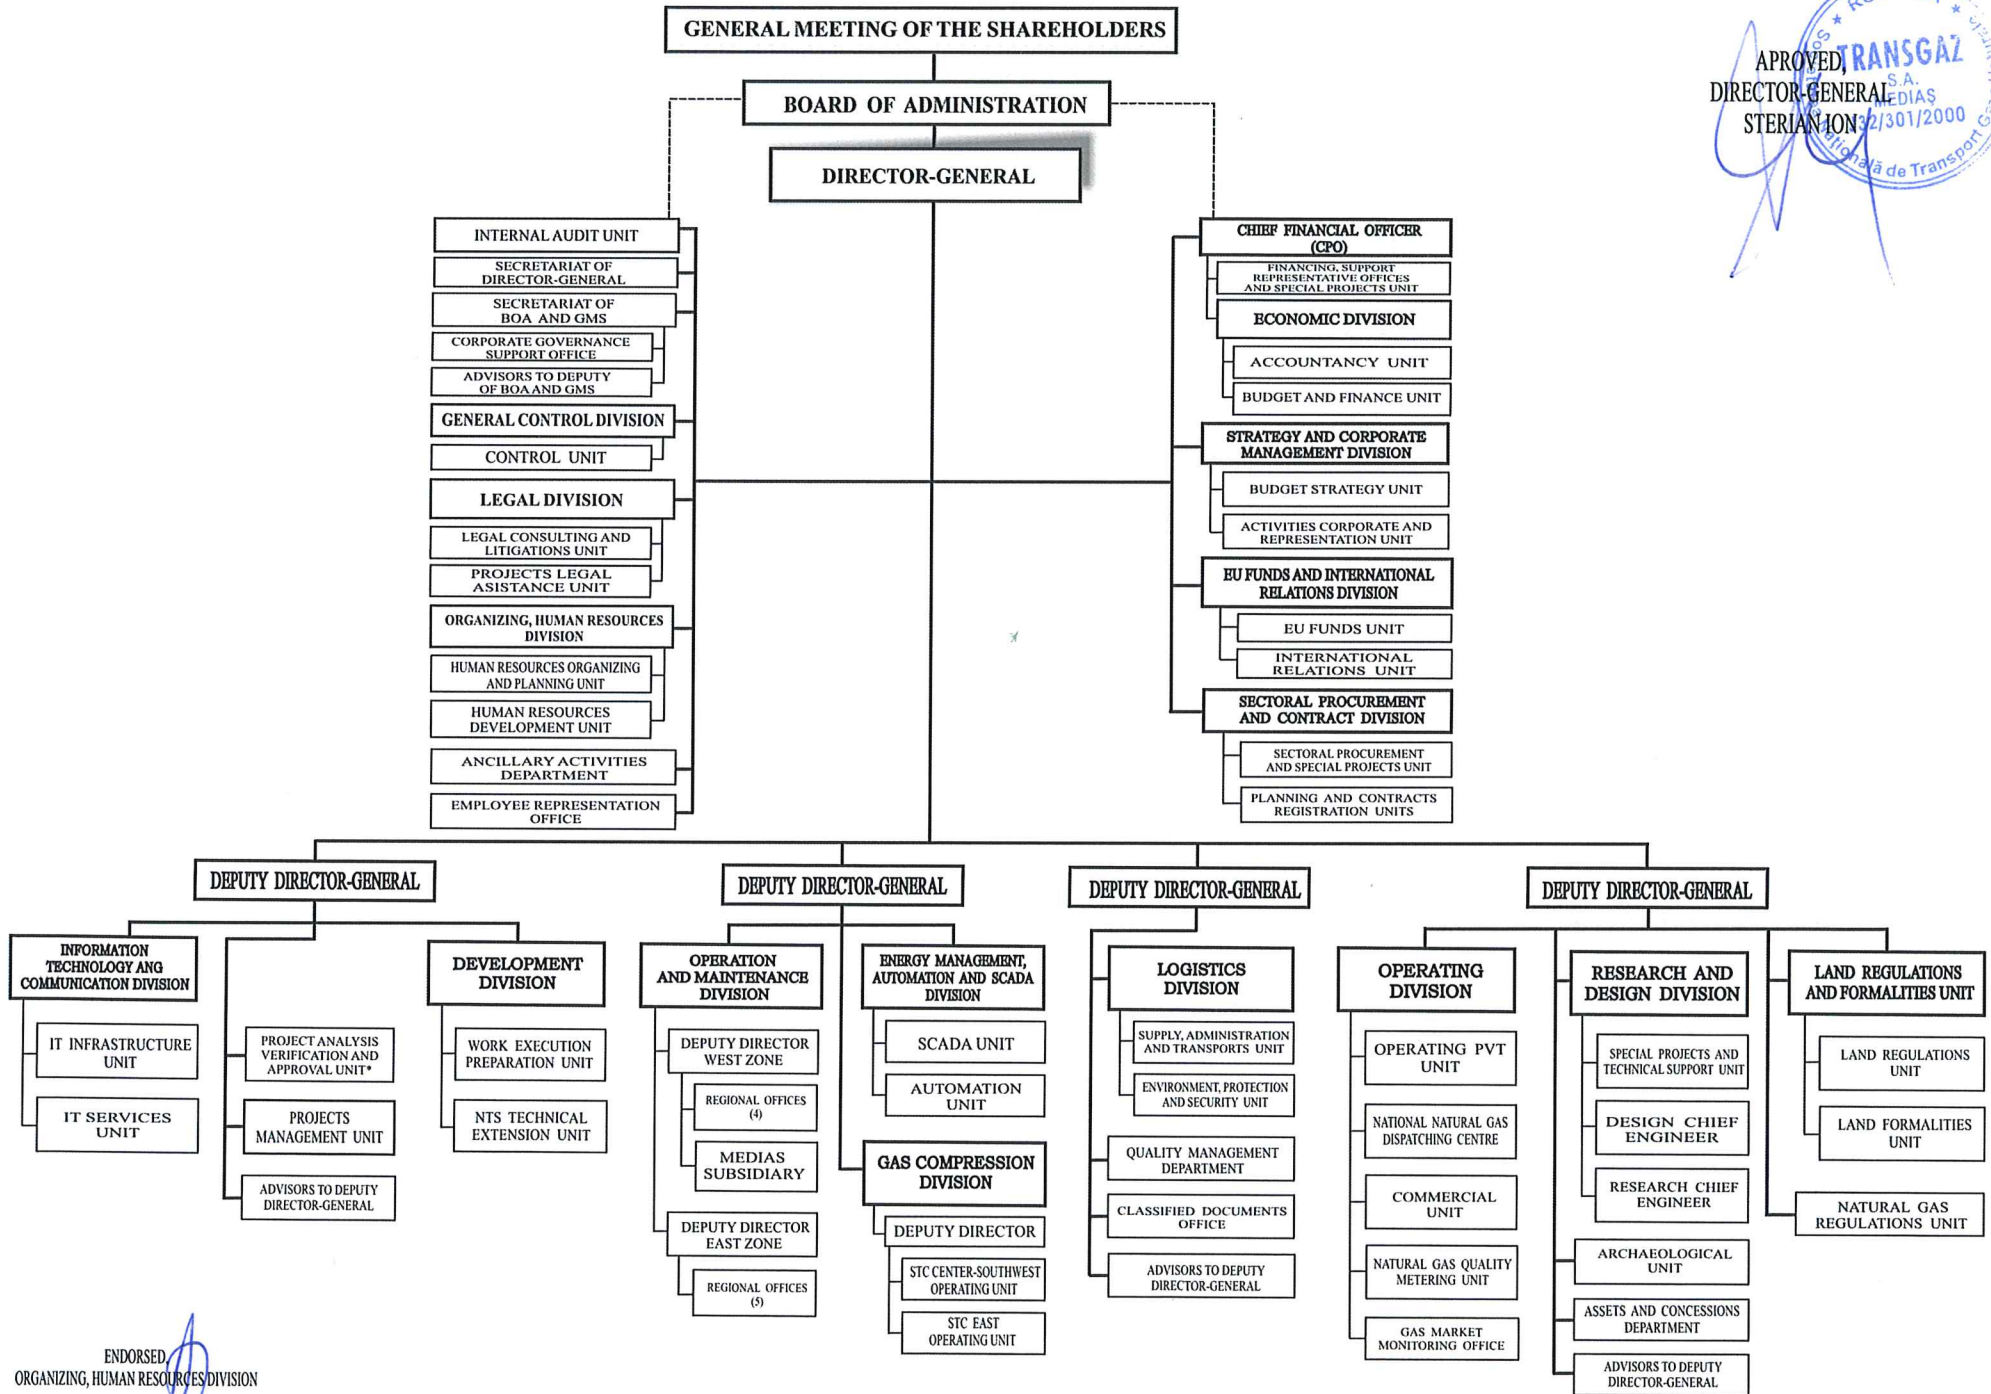 GENERAL MEETING OF THE SHAREHOLDERS
BOARD OF ADMINISTRATION
DIRECTOR-GENERAL
APROVED,
DIRECTOR-GENERAL
STERIAN ION
TRANSGAZ
S.A.
MEDIAȘ
32/301/2000
Națională de Transport
INTERNAL AUDIT UNIT
SECRETARIAT OF
DIRECTOR-GENERAL
SECRETARIAT OF
BOA AND GMS
CORPORATE GOVERNANCE
SUPPORT OFFICE
ADVISORS TO DEPUTY
OF BOA AND GMS
GENERAL CONTROL DIVISION
CONTROL UNIT
LEGAL DIVISION
LEGAL CONSULTING AND
LITIGATIONS UNIT
PROJECTS LEGAL
ASISTANCE UNIT
ORGANIZING, HUMAN RESOURCES
DIVISION
HUMAN RESOURCES ORGANIZING
AND PLANNING UNIT
HUMAN RESOURCES
DEVELOPMENT UNIT
ANCILLARY ACTIVITIES
DEPARTMENT
EMPLOYEE REPRESENTATION
OFFICE
CHIEF FINANCIAL OFFICER
(CPO)
FINANCING, SUPPORT
REPRESENTATIVE OFFICES
AND SPECIAL PROJECTS UNIT
ECONOMIC DIVISION
ACCOUNTANCY UNIT
BUDGET AND FINANCE UNIT
STRATEGY AND CORPORATE
MANAGEMENT DIVISION
BUDGET STRATEGY UNIT
ACTIVITIES CORPORATE AND
REPRESENTATION UNIT
EU FUNDS AND INTERNATIONAL
RELATIONS DIVISION
EU FUNDS UNIT
INTERNATIONAL
RELATIONS UNIT
SECTORAL PROCUREMENT
AND CONTRACT DIVISION
SECTORAL PROCUREMENT
AND SPECIAL PROJECTS UNIT
PLANNING AND CONTRACTS
REGISTRATION UNITS
DEPUTY DIRECTOR-GENERAL
INFORMATION
TECHNOLOGY ANG
COMMUNICATION DIVISION
IT INFRASTRUCTURE
UNIT
IT SERVICES
UNIT
PROJECT ANALYSIS
VERIFICATION AND
APPROVAL UNIT*
PROJECTS
MANAGEMENT UNIT
ADVISORS TO DEPUTY
DIRECTOR-GENERAL
DEVELOPMENT
DIVISION
WORK EXECUTION
PREPARATION UNIT
NTS TECHNICAL
EXTENSION UNIT
DEPUTY DIRECTOR-GENERAL
OPERATION
AND MAINTENANCE
DIVISION
DEPUTY DIRECTOR
WEST ZONE
REGIONAL OFFICES
(4)
MEDIAS
SUBSIDIARY
DEPUTY DIRECTOR
EAST ZONE
REGIONAL OFFICES
(5)
ENERGY MANAGEMENT,
AUTOMATION AND SCADA
DIVISION
SCADA UNIT
AUTOMATION
UNIT
GAS COMPRESSION
DIVISION
DEPUTY DIRECTOR
STC CENTER-SOUTHWEST
OPERATING UNIT
STC EAST
OPERATING UNIT
DEPUTY DIRECTOR-GENERAL
LOGISTICS
DIVISION
SUPPLY, ADMINISTRATION
AND TRANSPORTS UNIT
ENVIRONMENT, PROTECTION
AND SECURITY UNIT
QUALITY MANAGEMENT
DEPARTMENT
CLASSIFIED DOCUMENTS
OFFICE
ADVISORS TO DEPUTY
DIRECTOR-GENERAL
DEPUTY DIRECTOR-GENERAL
OPERATING
DIVISION
OPERATING PVT
UNIT
NATIONAL NATURAL GAS
DISPATCHING CENTRE
COMMERCIAL
UNIT
NATURAL GAS QUALITY
METERING UNIT
GAS MARKET
MONITORING OFFICE
RESEARCH AND
DESIGN DIVISION
SPECIAL PROJECTS AND
TECHNICAL SUPPORT UNIT
DESIGN CHIEF
ENGINEER
RESEARCH CHIEF
ENGINEER
ARCHAEOLOGICAL
UNIT
ASSETS AND CONCESSIONS
DEPARTMENT
ADVISORS TO DEPUTY
DIRECTOR-GENERAL
LAND REGULATIONS
AND FORMALITIES UNIT
LAND REGULATIONS
UNIT
LAND FORMALITIES
UNIT
NATURAL GAS
REGULATIONS UNIT
ENDORSED,
ORGANIZING, HUMAN RESOURCES DIVISION